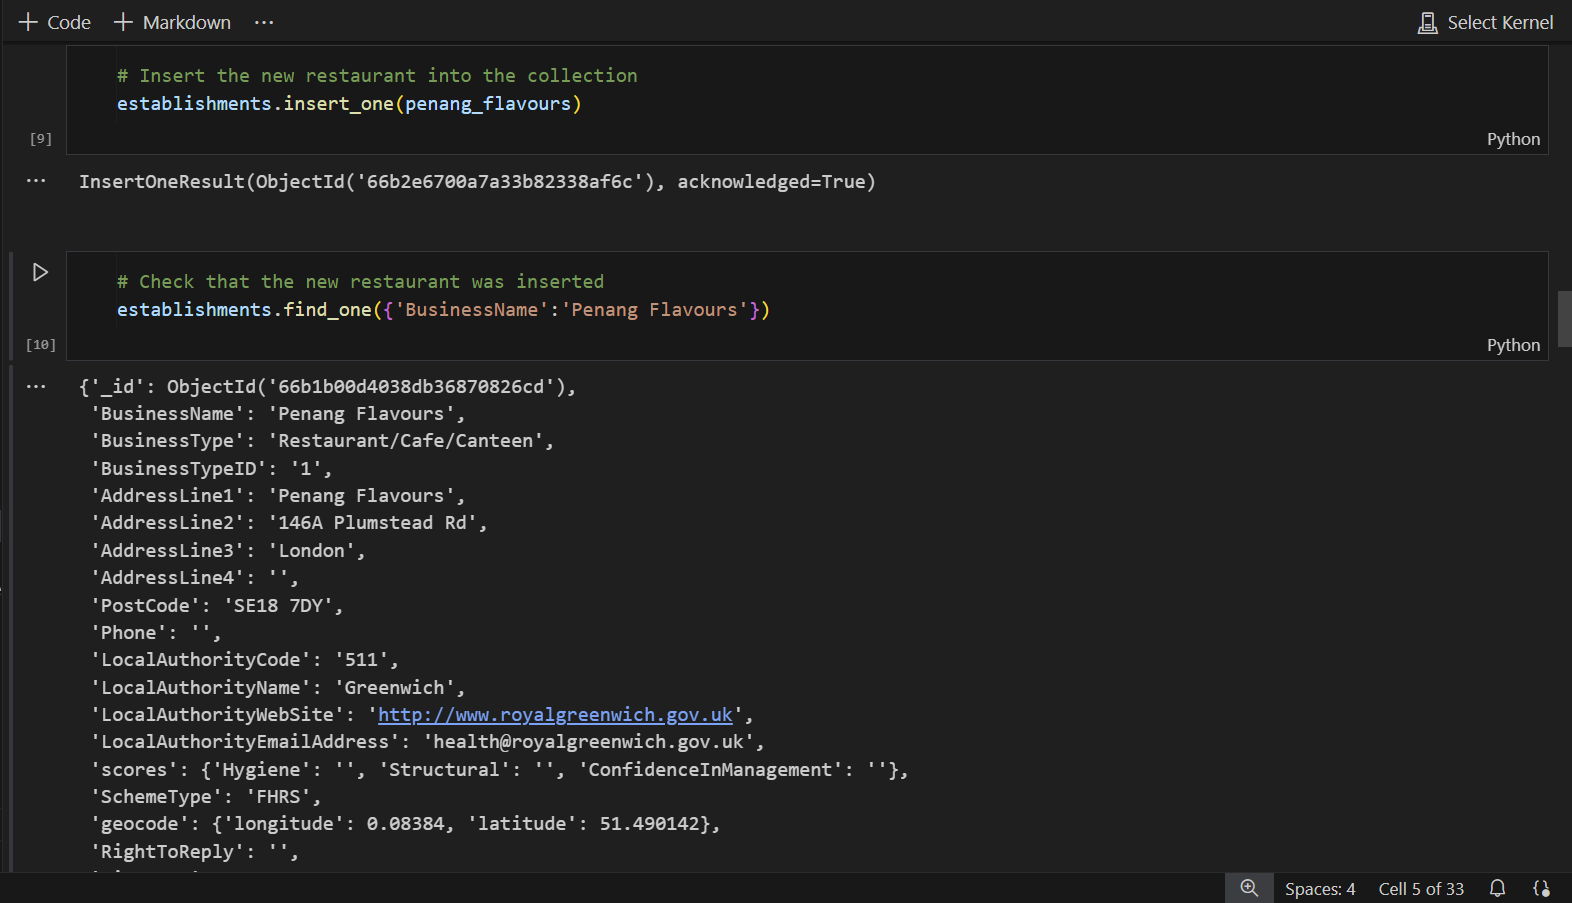 + Code + Markdown ...
Select Kernel
# Insert the new restaurant into the collection
establishments.insert_one(penang_flavours)
[9]
Python
... InsertOneResult(ObjectId('66b2e6700a7a33b82338af6c'), acknowledged=True)
# Check that the new restaurant was inserted
establishments.find_one({'BusinessName':'Penang Flavours'})
[10]
Python
... {'_id': ObjectId('66b1b00d4038db36870826cd'),
'BusinessName': 'Penang Flavours',
'BusinessType': 'Restaurant/Cafe/Canteen',
'BusinessTypeID': '1',
'AddressLine1': 'Penang Flavours',
'AddressLine2': '146A Plumstead Rd',
'AddressLine3': 'London',
'AddressLine4': '',
'PostCode': 'SE18 7DY',
'Phone': '',
'LocalAuthorityCode': '511',
'LocalAuthorityName': 'Greenwich',
'LocalAuthorityWebSite': 'http://www.royalgreenwich.gov.uk',
'LocalAuthorityEmailAddress': 'health@royalgreenwich.gov.uk',
'scores': {'Hygiene': '', 'Structural': '', 'ConfidenceInManagement': ''},
'SchemeType': 'FHRS',
'geocode': {'longitude': 0.08384, 'latitude': 51.490142},
'RightToReply': '',
Spaces: 4 Cell 5 of 33